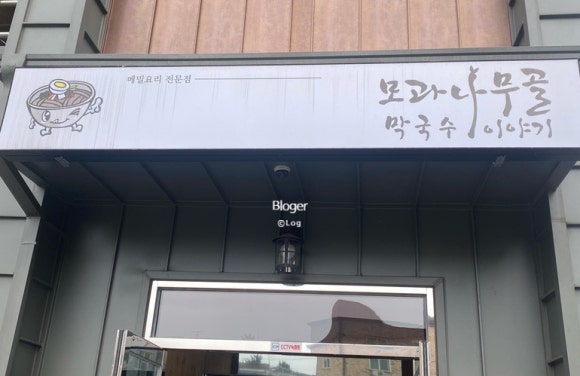 메밀요리 전문점
모과나무골
막국수 이야기
Bloger
©Log